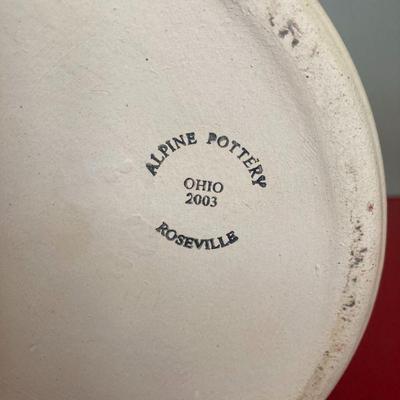 ALPINE POTTERY
OHIO
2003
ROSEVILLE